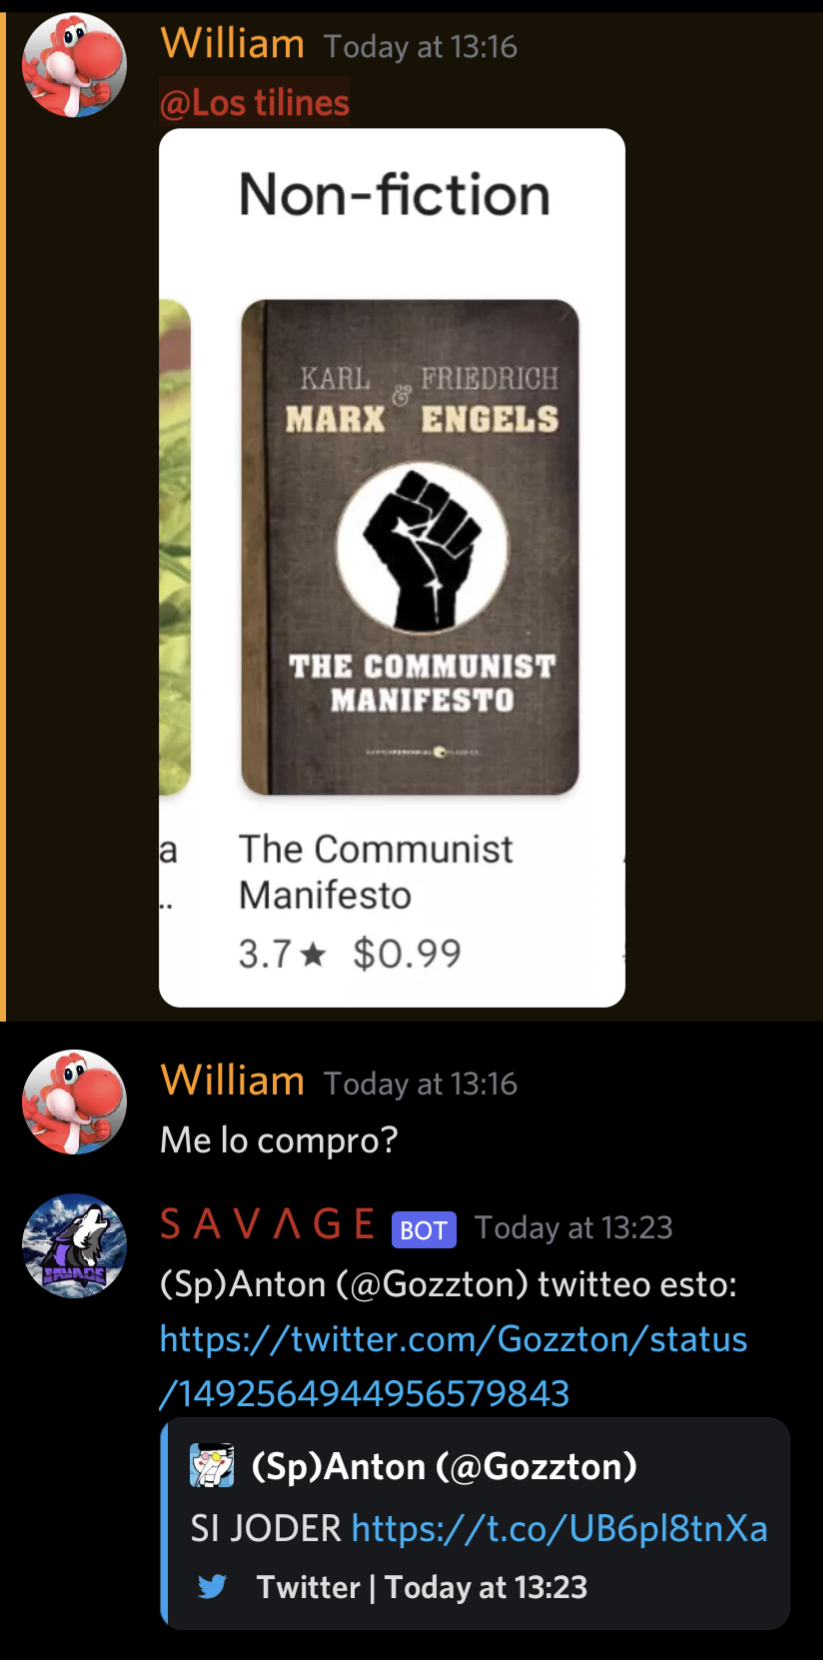 William Today at 13:16
@Los tilines
Non-fiction
KARL & FRIEDRICH
MARX ENGELS
THE COMMUNIST
MANIFESTO
a The Communist
.. Manifesto
3.7★ $0.99
William Today at 13:16
Me lo compro?
S A V Λ G E BOT Today at 13:23
SAVAGE
(Sp)Anton (@Gozzton) twitteo esto:
https://twitter.com/Gozzton/status
/1492564944956579843
(Sp)Anton (@Gozzton)
SI JODER https://t.co/UB6pl8tnXa
Twitter | Today at 13:23